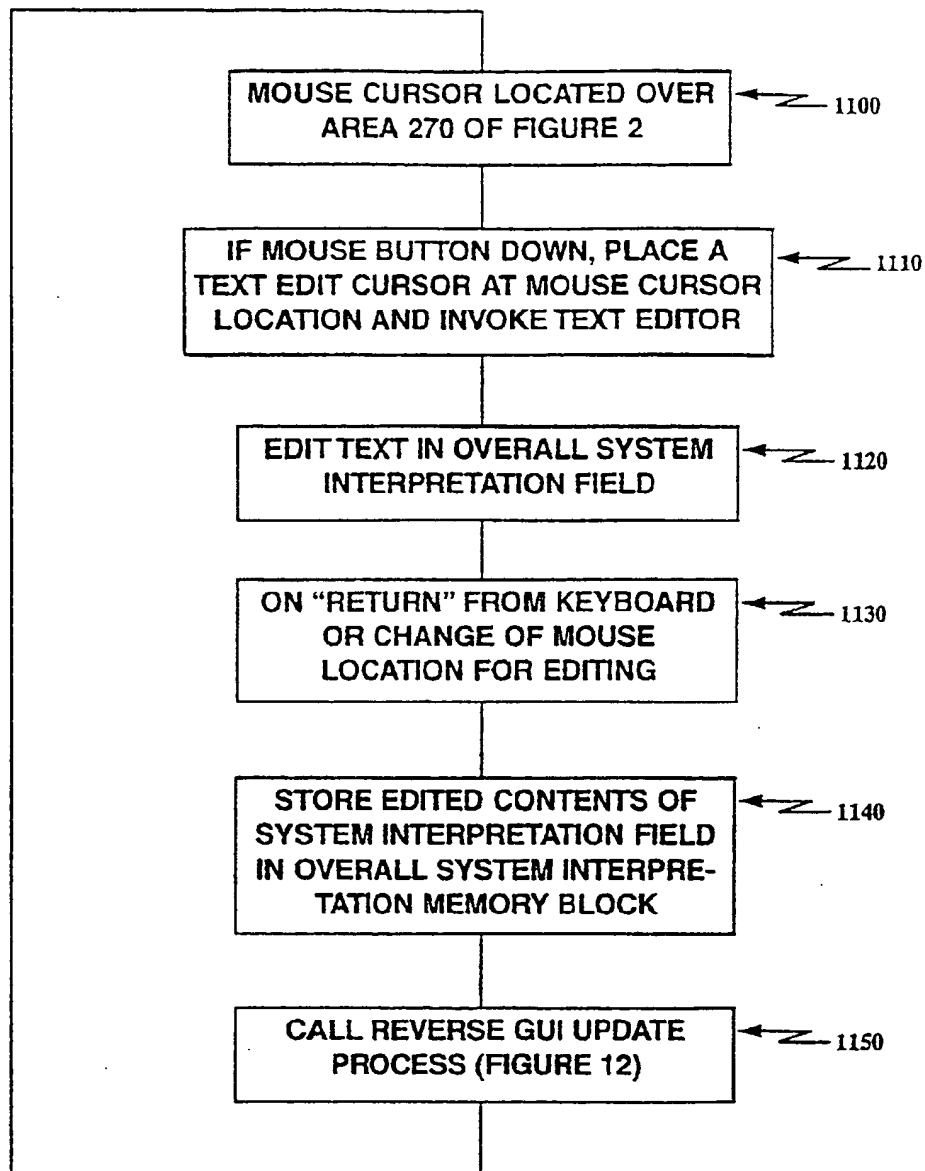 MOUSE CURSOR LOCATED OVER
AREA 270 OF FIGURE 2
1100
IF MOUSE BUTTON DOWN, PLACE A
TEXT EDIT CURSOR AT MOUSE CURSOR
LOCATION AND INVOKE TEXT EDITOR
1110
EDIT TEXT IN OVERALL SYSTEM
INTERPRETATION FIELD
1120
ON “RETURN” FROM KEYBOARD
OR CHANGE OF MOUSE
LOCATION FOR EDITING
1130
STORE EDITED CONTENTS OF
SYSTEM INTERPRETATION FIELD
IN OVERALL SYSTEM INTERPRE-
TATION MEMORY BLOCK
1140
CALL REVERSE GUI UPDATE
PROCESS (FIGURE 12)
1150